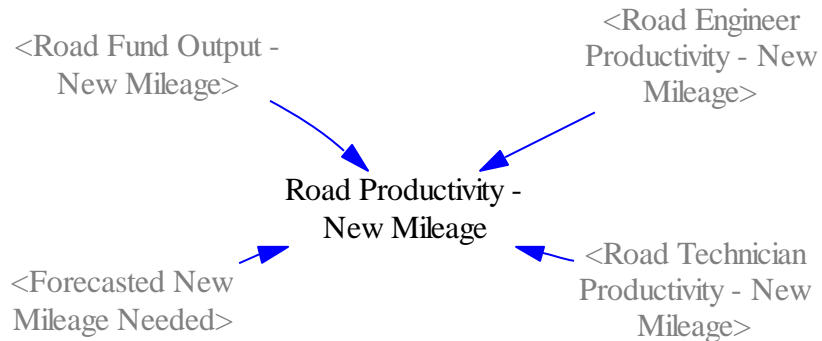 <Road Fund Output -
New Mileage>
<Road Engineer
Productivity - New
Mileage>
Road Productivity -
New Mileage
<Forecasted New
Mileage Needed>
<Road Technician
Productivity - New
Mileage>